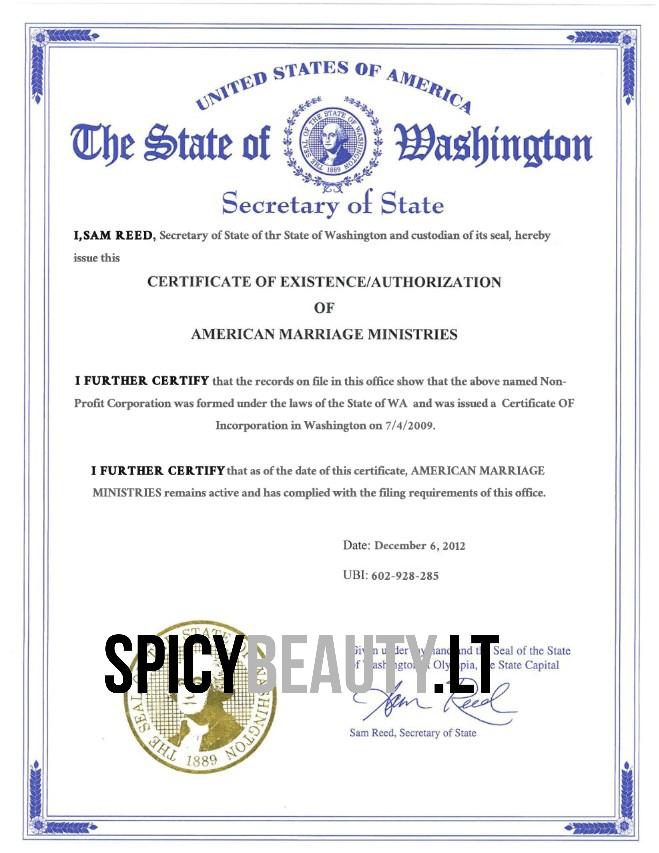 UNITED STATES OF AMERICA
The State of Washington
THE SEAL OF THE STATE OF WASHINGTON
1889
Secretary of State
I,SAM REED, Secretary of State of thr State of Washington and custodian of its seal, hereby
issue this
CERTIFICATE OF EXISTENCE/AUTHORIZATION
OF
AMERICAN MARRIAGE MINISTRIES
I FURTHER CERTIFY that the records on file in this office show that the above named Non-
Profit Corporation was formed under the laws of the State of WA and was issued a Certificate OF
Incorporation in Washington on 7/4/2009.
I FURTHER CERTIFY that as of the date of this certificate, AMERICAN MARRIAGE
MINISTRIES remains active and has complied with the filing requirements of this office.
Date: December 6, 2012
UBI: 602-928-285
Given under my hand and the Seal of the State
of Washington at Olympia, the State Capital
SPICYBEAUTY.LT
THE SEAL OF THE STATE OF WASHINGTON
1889
Sam Reed
Sam Reed, Secretary of State